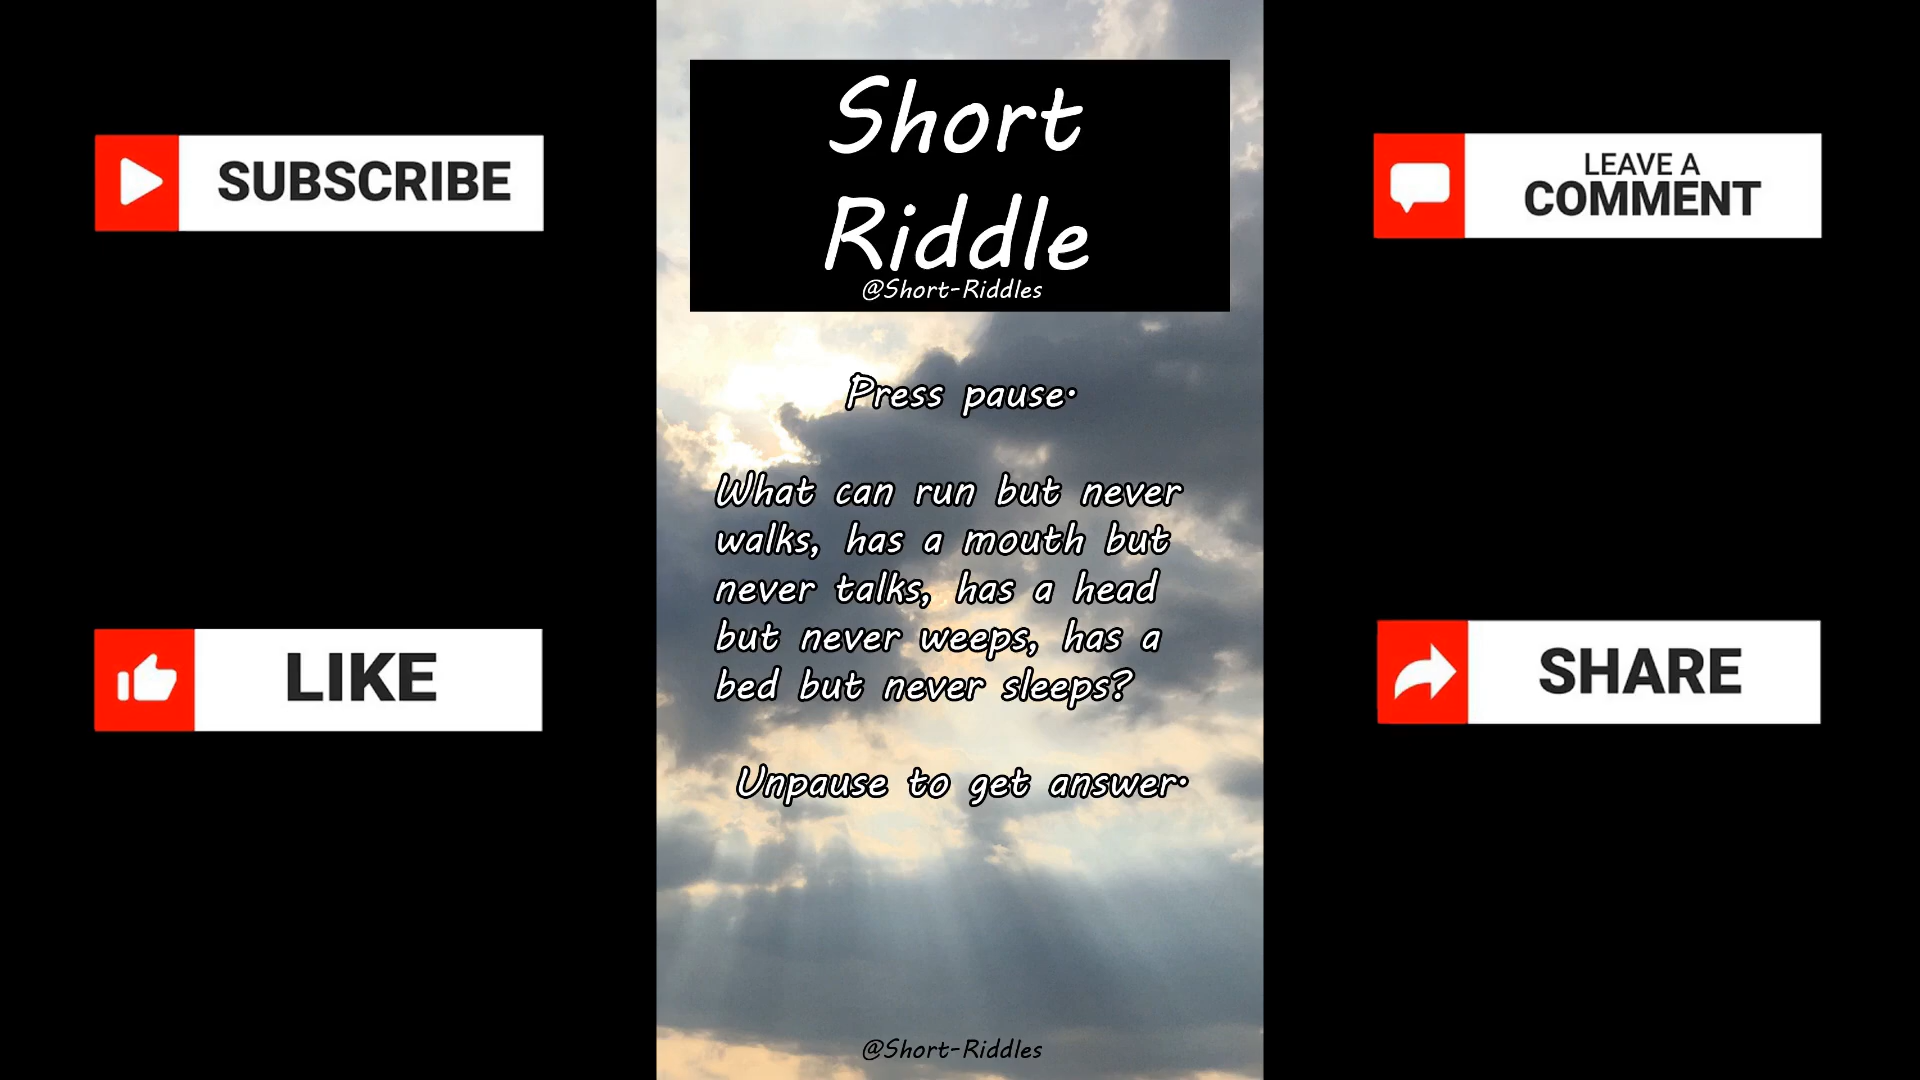 SUBSCRIBE
LIKE
Short
Riddle
@Short-Riddles
Press pause.
What can run but never
walks, has a mouth but
never talks, has a head
but never weeps, has a
bed but never sleeps?
Unpause to get answer.
@Short-Riddles
LEAVE A
COMMENT
SHARE